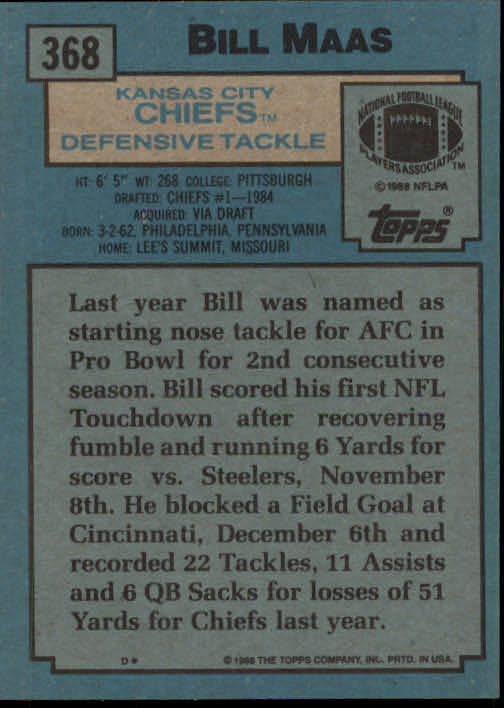 368
BILL MAAS
KANSAS CITY
CHIEFS™
DEFENSIVE TACKLE
HT: 6' 5" WT: 268 COLLEGE: PITTSBURGH
DRAFTED: CHIEFS #1—1984
ACQUIRED: VIA DRAFT
BORN: 3-2-62, PHILADELPHIA, PENNSYLVANIA
HOME: LEE'S SUMMIT, MISSOURI
NATIONAL FOOTBALL LEAGUE
PLAYERS ASSOCIATION™
© 1988 NFLPA
TOPPS®
Last year Bill was named as
starting nose tackle for AFC in
Pro Bowl for 2nd consecutive
season. Bill scored his first NFL
Touchdown after recovering
fumble and running 6 Yards for
score vs. Steelers, November
8th. He blocked a Field Goal at
Cincinnati, December 6th and
recorded 22 Tackles, 11 Assists
and 6 QB Sacks for losses of 51
Yards for Chiefs last year.
D*
© 1988 THE TOPPS COMPANY, INC. PRTD. IN USA.